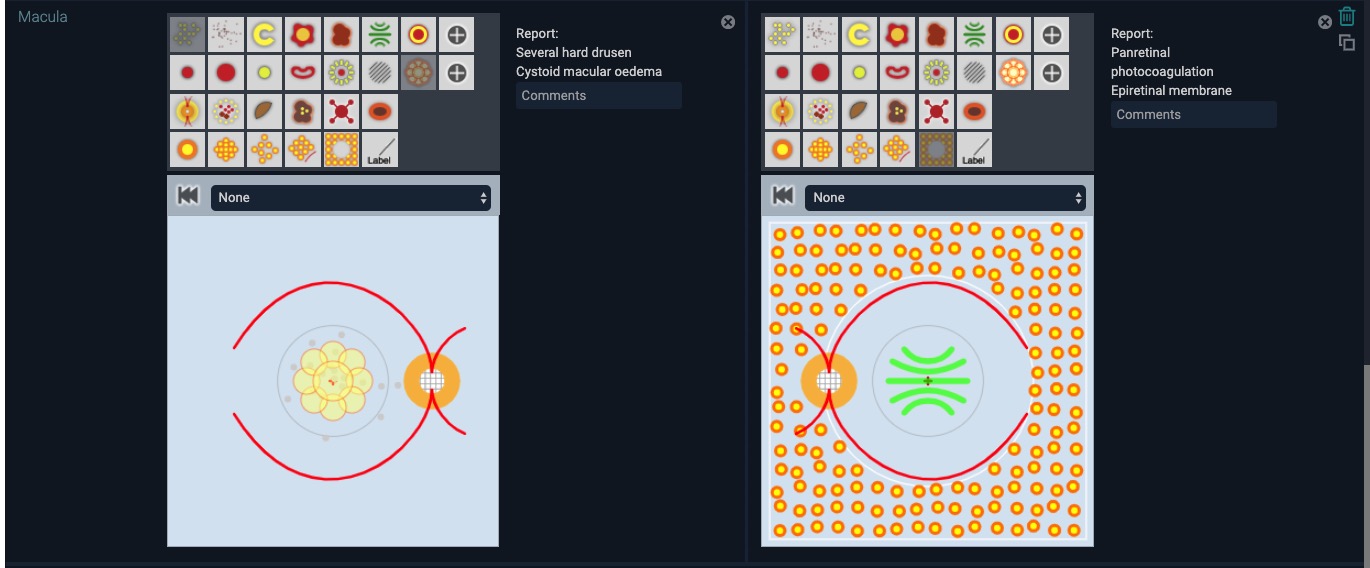 Macula
Label
Report:
Several hard drusen
Cystoid macular oedema
Comments
None
Label
Report:
Panretinal
photocoagulation
Epiretinal membrane
Comments
None